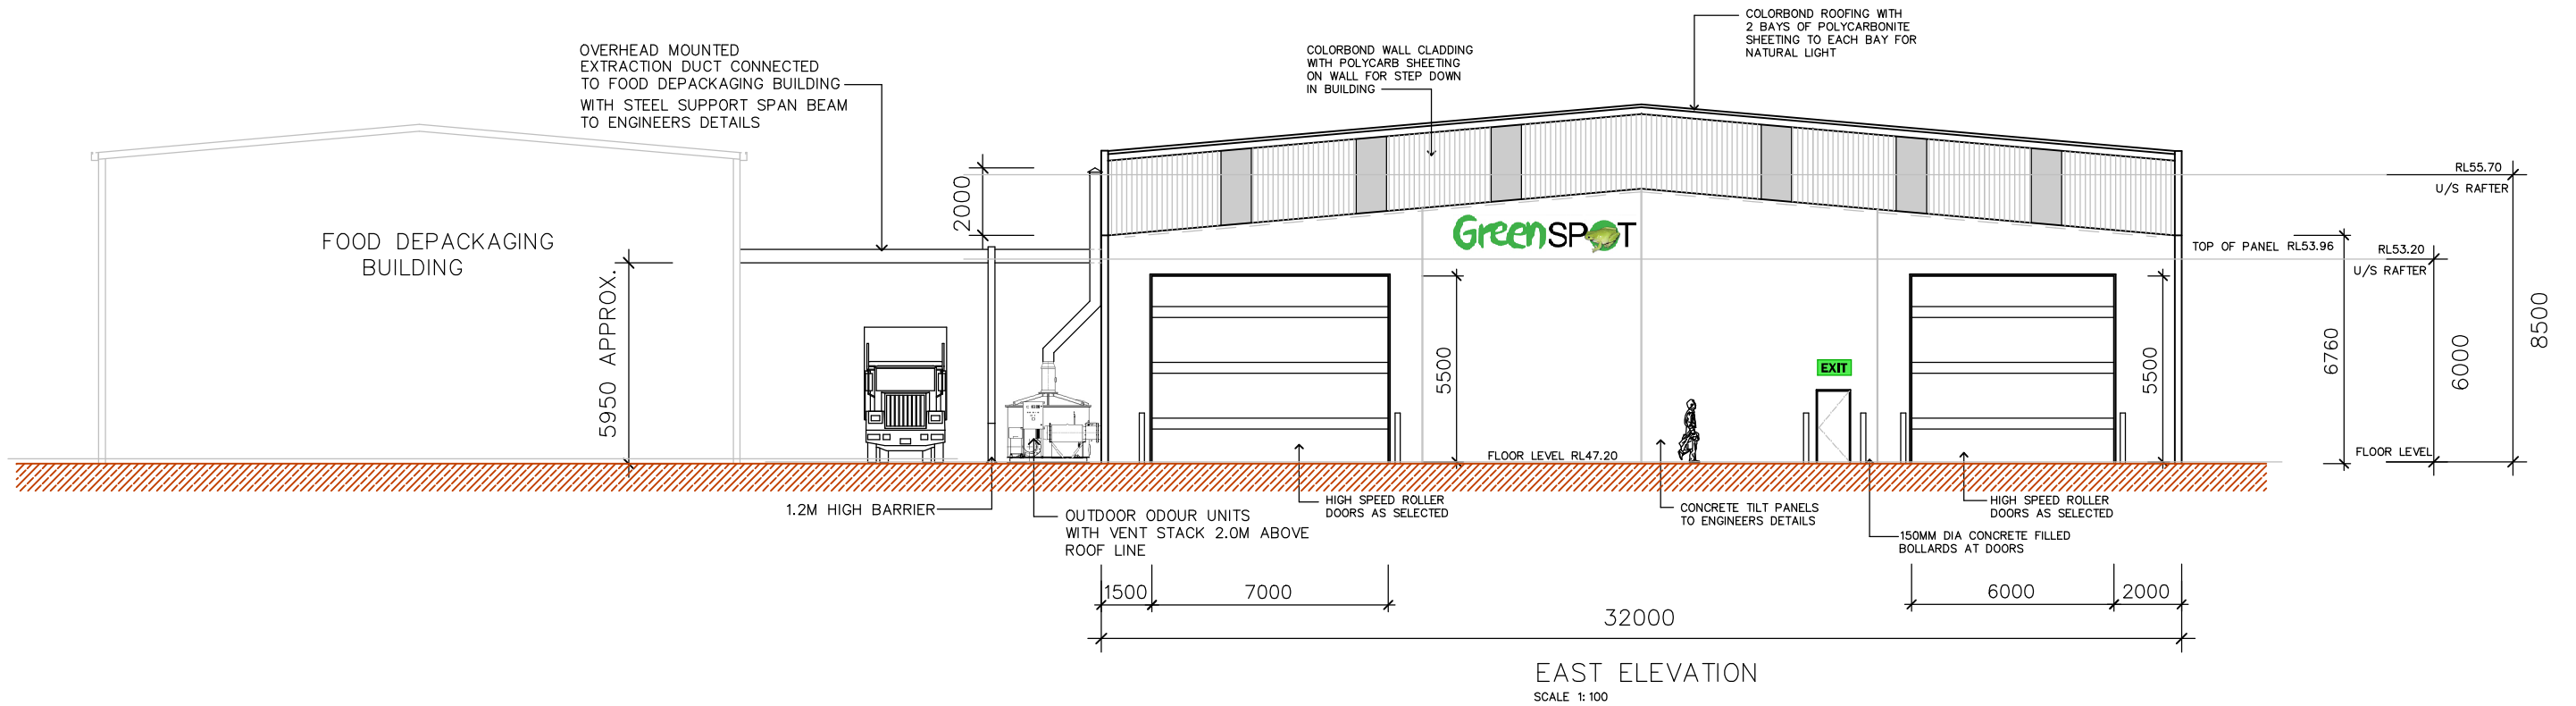 COLORBOND ROOFING WITH
2 BAYS OF POLYCARBONITE
SHEETING TO EACH BAY FOR
NATURAL LIGHT
OVERHEAD MOUNTED
EXTRACTION DUCT CONNECTED
TO FOOD DEPACKAGING BUILDING
WITH STEEL SUPPORT SPAN BEAM
TO ENGINEERS DETAILS
COLORBOND WALL CLADDING
WITH POLYCARB SHEETING
ON WALL FOR STEP DOWN
IN BUILDING
RL55.70
U/S RAFTER
2000
FOOD DEPACKAGING
BUILDING
GreenSPOT
TOP OF PANEL RL53.96
RL53.20
U/S RAFTER
5950 APPROX.
5500
EXIT
5500
6760
6000
8500
FLOOR LEVEL RL47.20
FLOOR LEVEL
1.2M HIGH BARRIER
OUTDOOR ODOUR UNITS
WITH VENT STACK 2.0M ABOVE
ROOF LINE
HIGH SPEED ROLLER
DOORS AS SELECTED
CONCRETE TILT PANELS
TO ENGINEERS DETAILS
HIGH SPEED ROLLER
DOORS AS SELECTED
150MM DIA CONCRETE FILLED
BOLLARDS AT DOORS
1500
7000
6000
2000
32000
EAST ELEVATION
SCALE 1:100